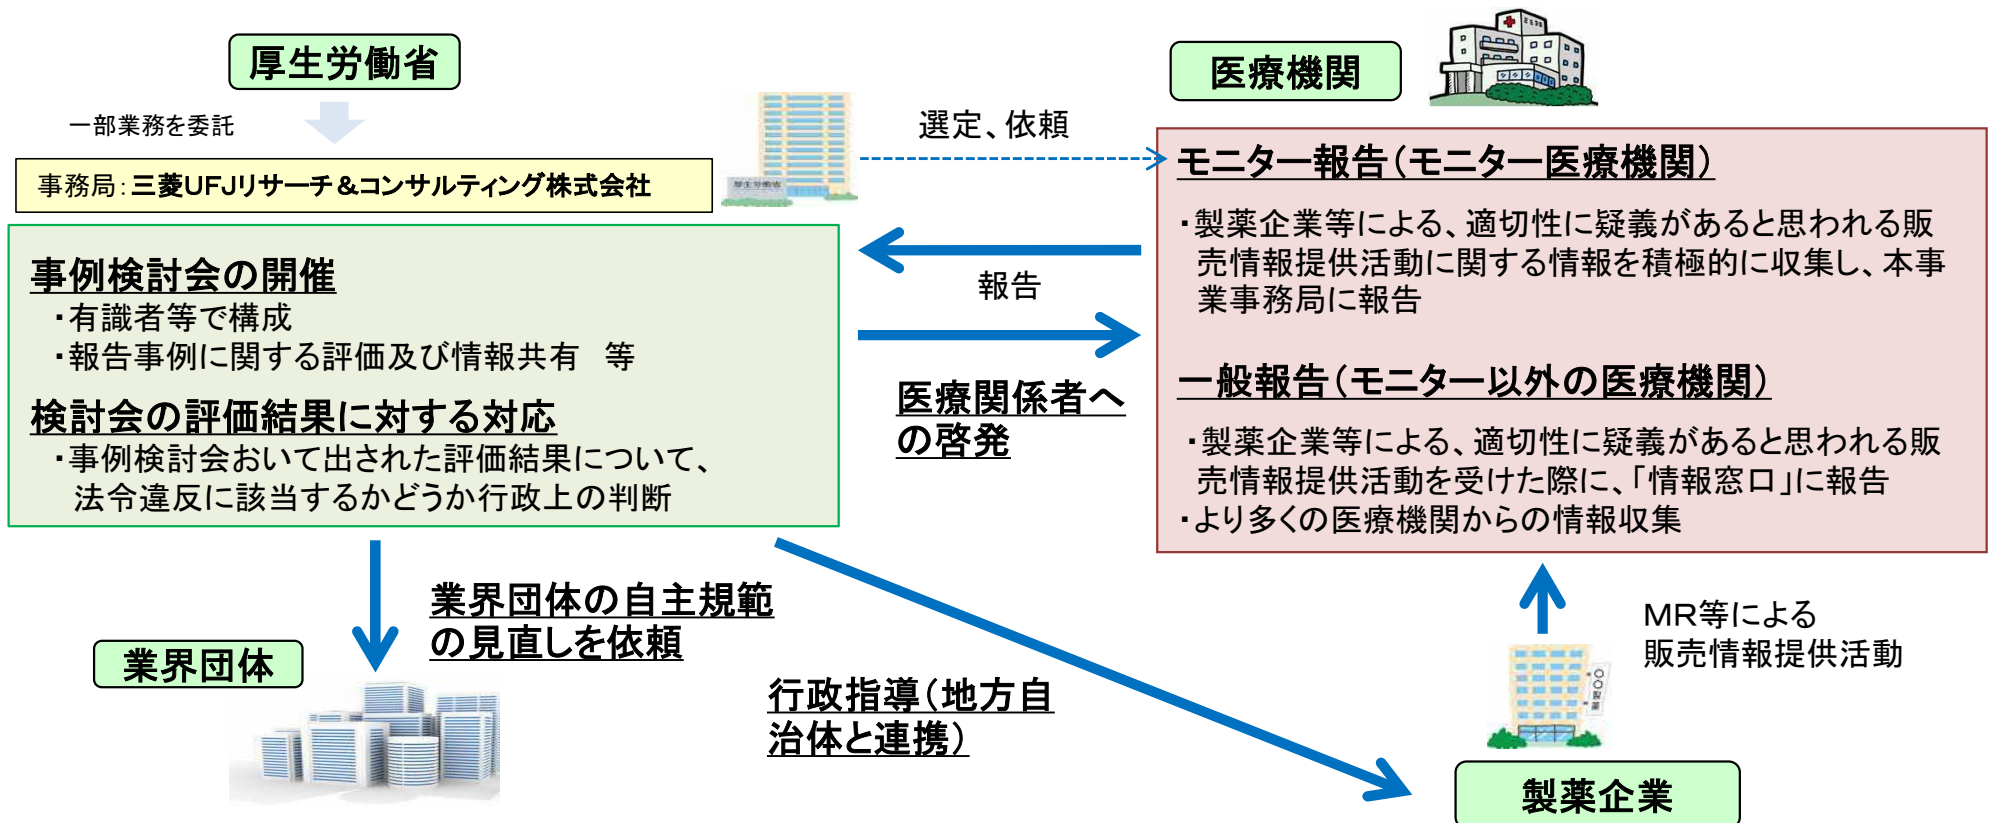 厚生労働省
一部業務を委託
事務局：三菱UFJリサーチ＆コンサルティング株式会社
厚生労働省
事例検討会の開催
・有識者等で構成
・報告事例に関する評価及び情報共有　等
検討会の評価結果に対する対応
・事例検討会おいて出された評価結果について、
法令違反に該当するかどうか行政上の判断
選定、依頼
報告
医療関係者へ
の啓発
医療機関
モニター報告（モニター医療機関）
・製薬企業等による、適切性に疑義があると思われる販
売情報提供活動に関する情報を積極的に収集し、本事
業事務局に報告
一般報告（モニター以外の医療機関）
・製薬企業等による、適切性に疑義があると思われる販
売情報提供活動を受けた際に、「情報窓口」に報告
・より多くの医療機関からの情報収集
業界団体の自主規範
の見直しを依頼
業界団体
行政指導（地方自
治体と連携）
MR等による
販売情報提供活動
〇〇製薬
製薬企業